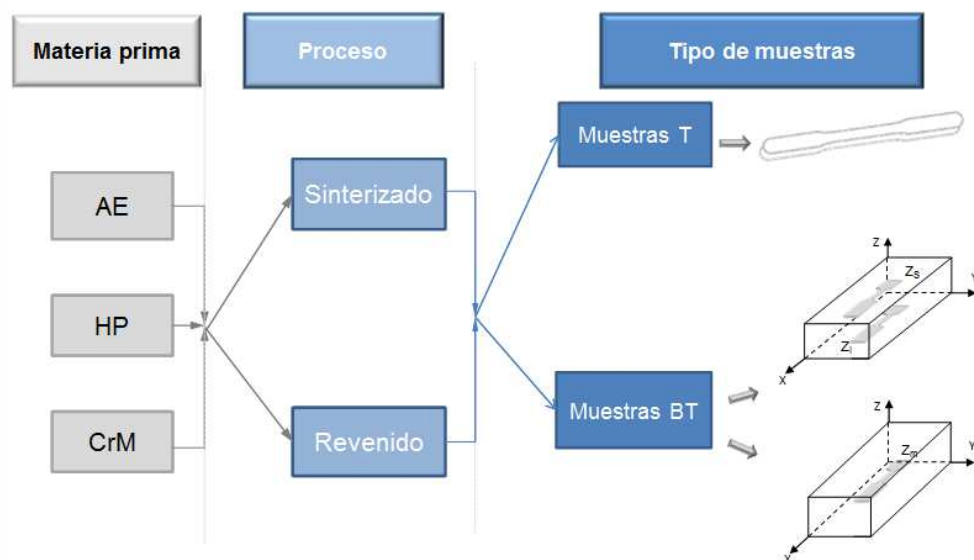 Materia prima
Proceso
Tipo de muestras
AE
HP
CrM
Sinterizado
Revenido
Muestras T
Muestras BT
Z
Y
X
Zs
Zi
Z
Y
X
Zm